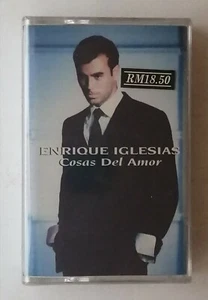 RM18.50
ENRIQUE IGLESIAS
Cosas Del Amor